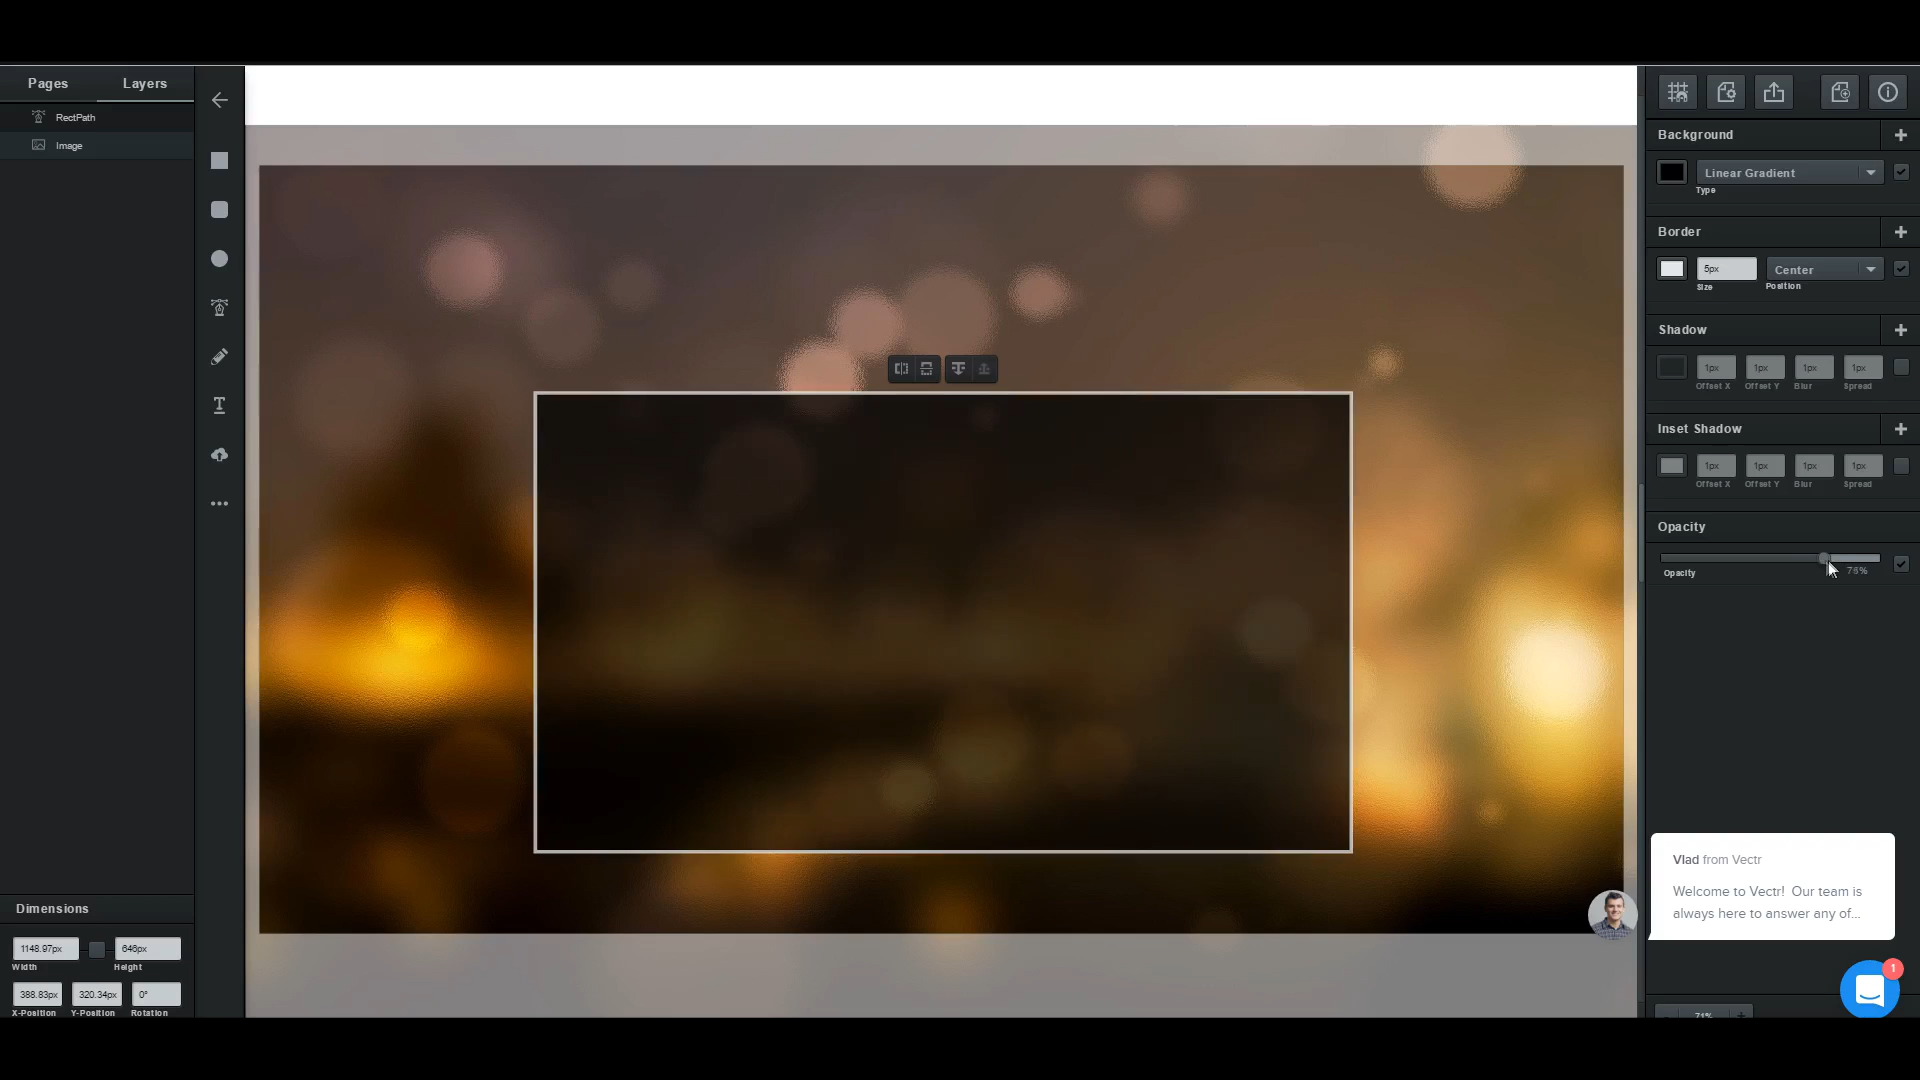 Pages Layers
RectPath
Image
Background
Linear Gradient
Type
Border
5px Center
Size Position
Shadow
1px 1px 1px 1px
Offset X Offset Y Blur Spread
Inset Shadow
1px 1px 1px 1px
Offset X Offset Y Blur Spread
Opacity
Opacity 76%
Vlad from Vectr
Welcome to Vectr! Our team is
always here to answer any of...
1
Dimensions
1148.97px 646px
Width Height
388.83px 320.34px 0°
X-Position Y-Position Rotation
71%